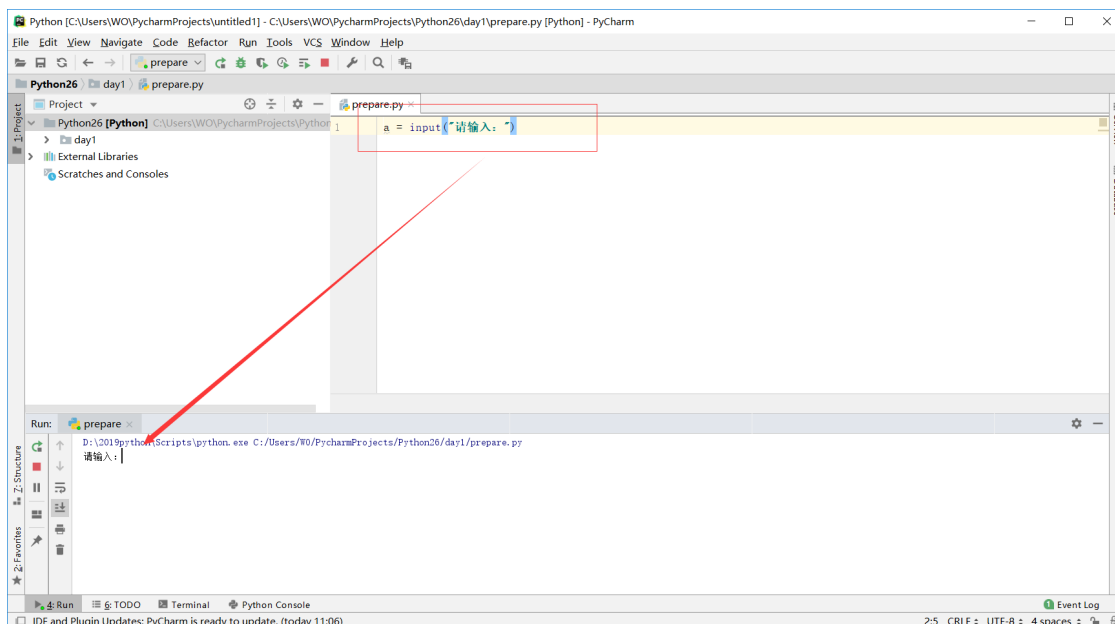 Python [C:\Users\WO\PycharmProjects\untitled1] - C:\Users\WO\PycharmProjects\Python26\day1\prepare.py [Python] - PyCharm
File Edit View Navigate Code Refactor Run Tools VCS Window Help
prepare
Python26 day1 prepare.py
1: Project
Project
prepare.py
Python26 [Python] C:\Users\WO\PycharmProjects\Python
day1
External Libraries
Scratches and Consoles
1 a = input("请输入：")
Run: prepare
D:\2019python\Scripts\python.exe C:/Users/WO/PycharmProjects/Python26/day1/prepare.py
请输入：
7: Structure
2: Favorites
4: Run 6: TODO Terminal Python Console 1 Event Log
IDE and Plugin Updates: PyCharm is ready to update. (today 11:06) 2:5 CRLF UTF-8 4 spaces